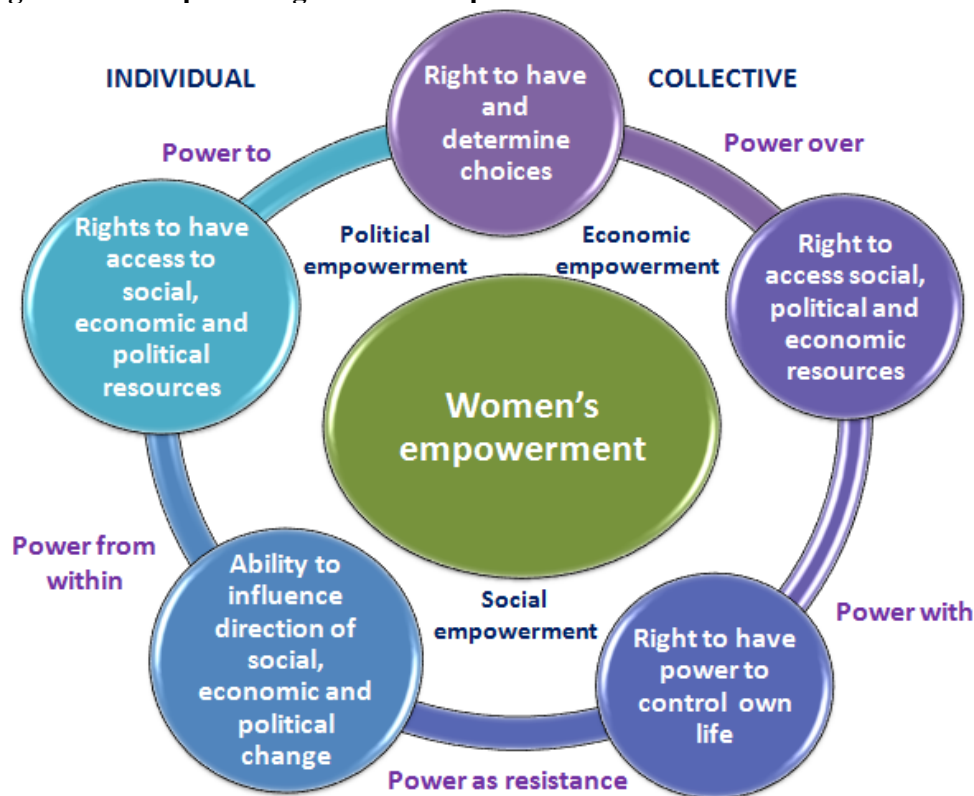 INDIVIDUAL
COLLECTIVE
Right to have
and
determine
choices
Power to
Power over
Rights to have
access to
social,
economic and
political
resources
Political
empowerment
Economic
empowerment
Right to
access social,
political and
economic
resources
Women's
empowerment
Power from
within
Ability to
influence
direction of
social,
economic and
political
change
Social
empowerment
Right to have
power to
control own
life
Power with
Power as resistance